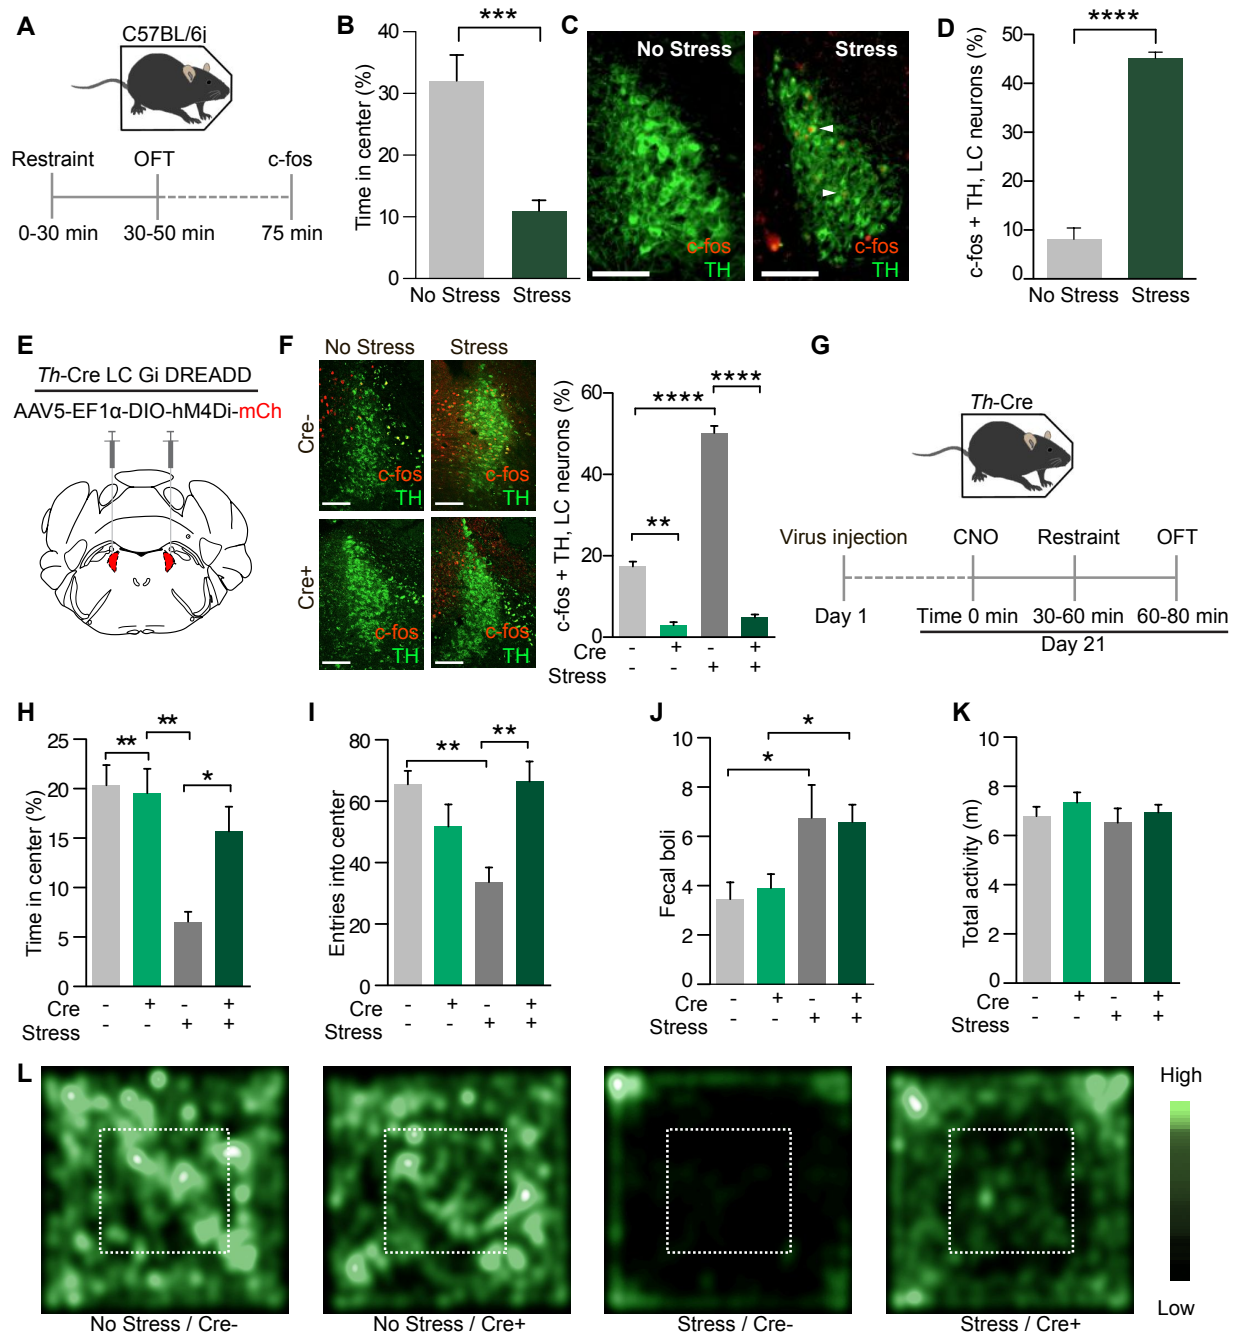 A
C57BL/6j
Restraint OFT c-fos
0-30 min 30-50 min 75 min
B
***
Time in center (%)
40
30
20
10
0
No Stress Stress
C
No Stress
c-fos
TH
Stress
c-fos
TH
D
****
c-fos + TH, LC neurons (%)
50
40
30
20
10
0
No Stress Stress
E
Th-Cre LC Gi DREADD
AAV5-EF1α-DIO-hM4Di-mCh
F
No Stress Stress
Cre-
c-fos
TH
c-fos
TH
Cre+
c-fos
TH
c-fos
TH
c-fos + TH, LC neurons (%)
60
40
20
0
****
****
**
Cre - + - +
Stress - - + +
G
Th-Cre
Virus injection CNO Restraint OFT
Day 1 Time 0 min 30-60 min 60-80 min
Day 21
H
Time in center (%)
25
20
15
10
5
0
**
**
*
Cre - + - +
Stress - - + +
I
Entries into center
80
60
40
20
0
**
**
Cre - + - +
Stress - - + +
J
Fecal boli
10
8
6
4
2
0
*
*
Cre - + - +
Stress - - + +
K
Total activity (m)
10
8
6
4
2
0
Cre - + - +
Stress - - + +
L
No Stress / Cre-
No Stress / Cre+
Stress / Cre-
Stress / Cre+
High
Low